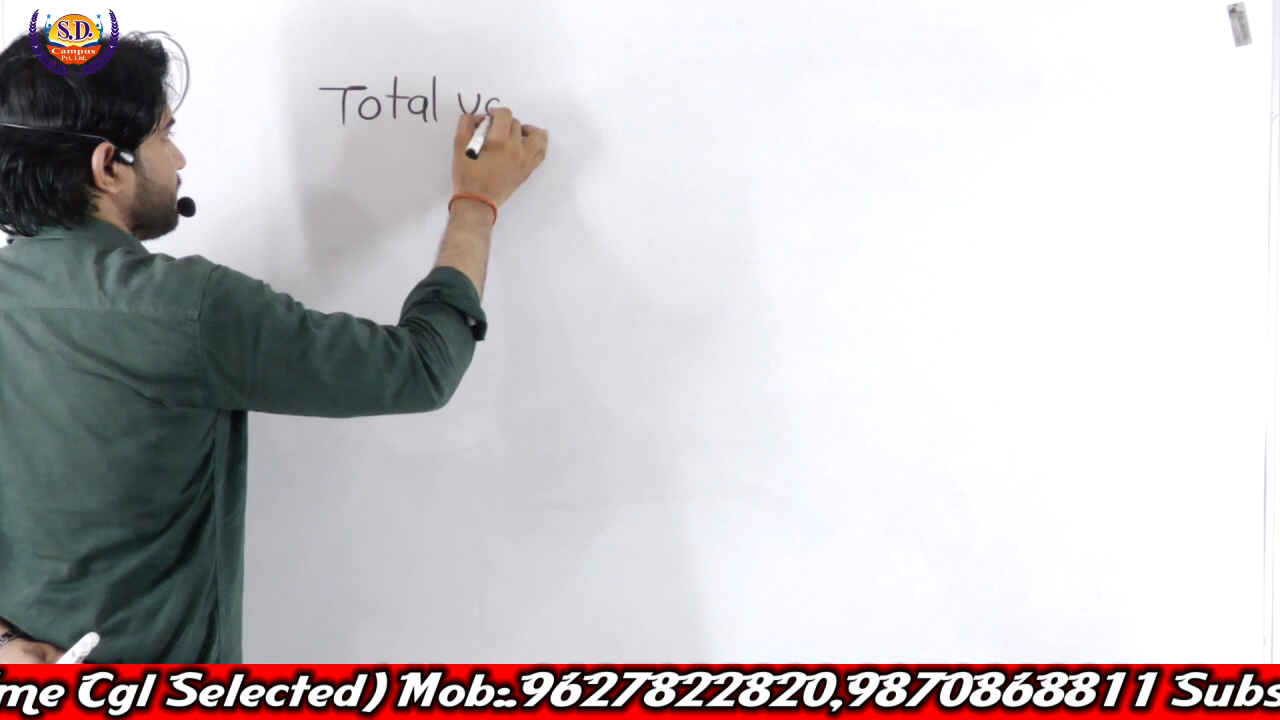 S.D.
Campus
Pvt. Ltd.
Total
me Cgl Selected) Mob:.9627822820,9870868811 Subs